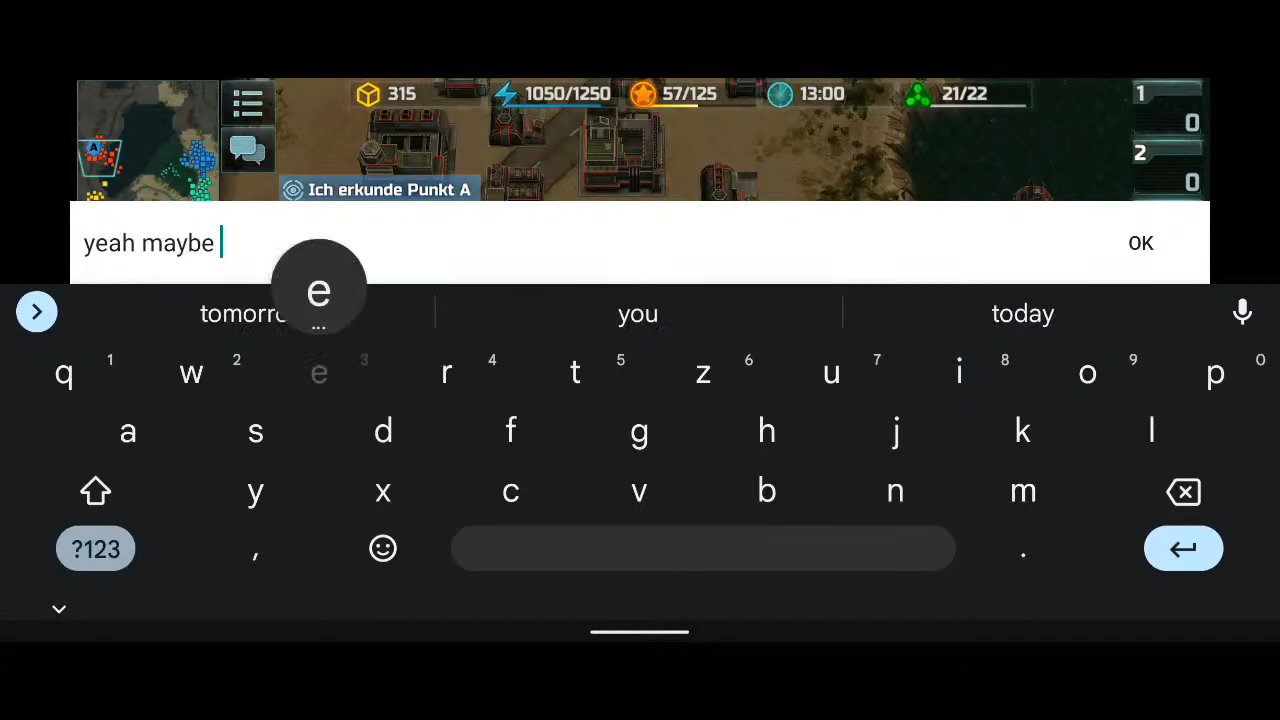 315 1050/1250 57/125 13:00 21/22 1
0
2
0
A
Ich erkunde Punkt A
yeah maybe OK
e
you today
q 1 w 2 e 3 r 4 t 5 z 6 u 7 i 8 o 9 p 0
a s d f g h j k l
y x c v b n m
?123 , .